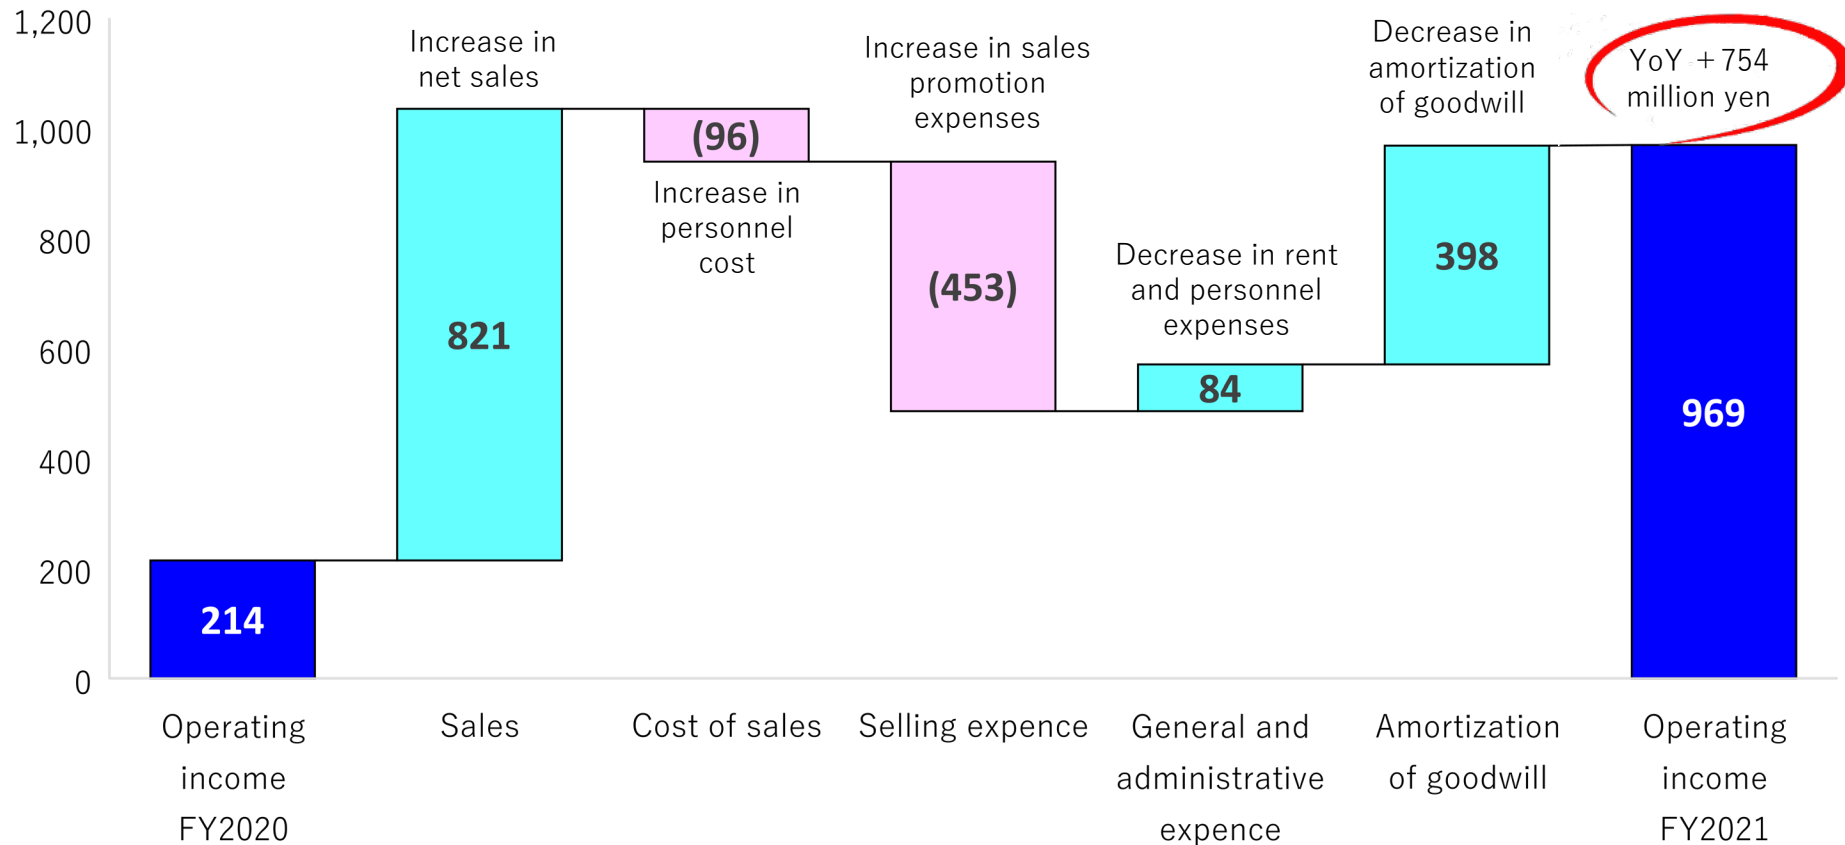 1,200
1,000
800
600
400
200
0
Increase in
net sales
Increase in sales
promotion
expenses
Decrease in
amortization
of goodwill
YoY +754
million yen
(96)
Increase in
personnel
cost
Decrease in rent
and personnel
expenses
214
821
(453)
84
398
969
Operating
income
FY2020
Sales
Cost of sales
Selling expence
General and
administrative
expence
Amortization
of goodwill
Operating
income
FY2021